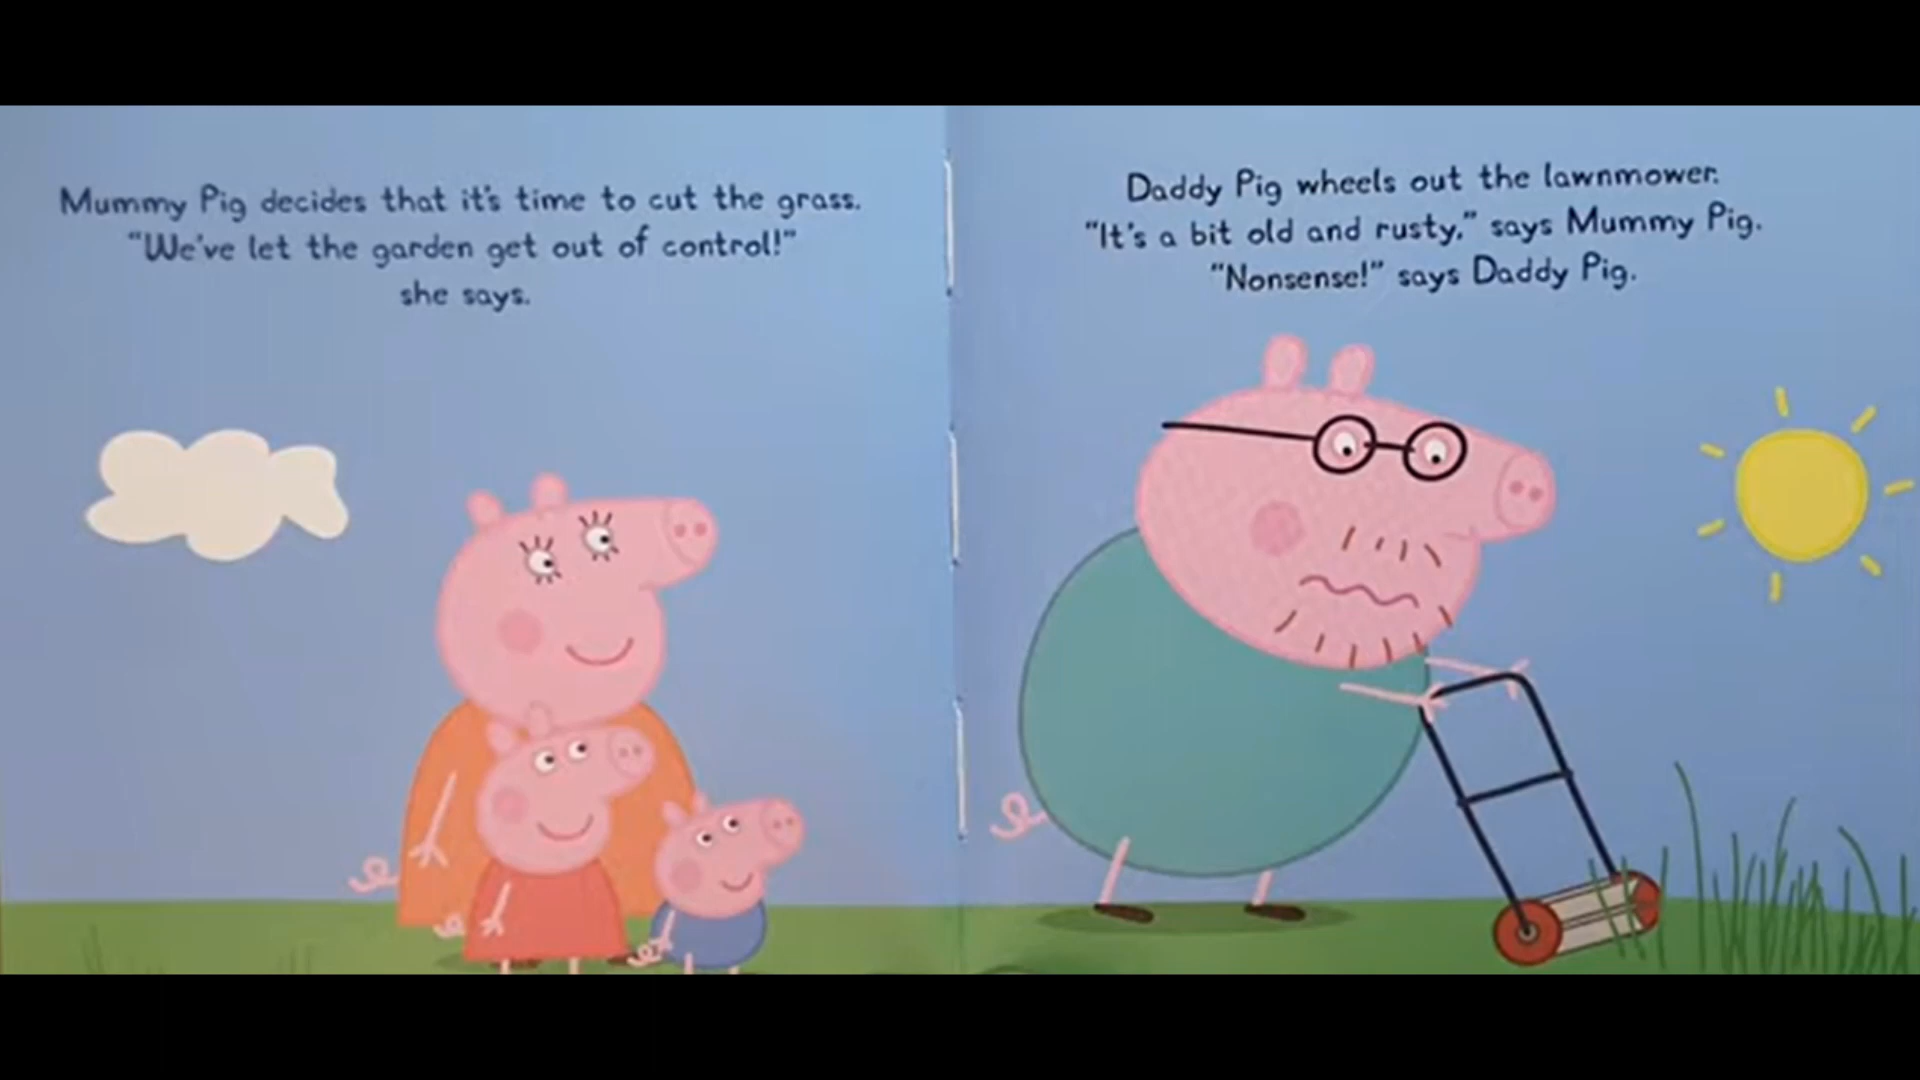 Mummy Pig decides that it's time to cut the grass.
"We've let the garden get out of control!"
she says.
Daddy Pig wheels out the lawnmower.
"It's a bit old and rusty," says Mummy Pig.
"Nonsense!" says Daddy Pig.